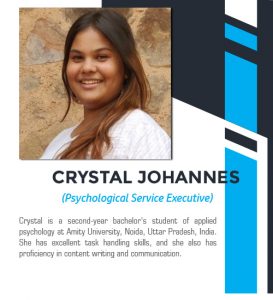 CRYSTAL JOHANNES
(Psychological Service Executive)
Crystal is a second-year bachelor's student of applied
psychology at Amity University, Noida, Uttar Pradesh, India.
She has excellent task handling skills, and she also has
proficiency in content writing and communication.